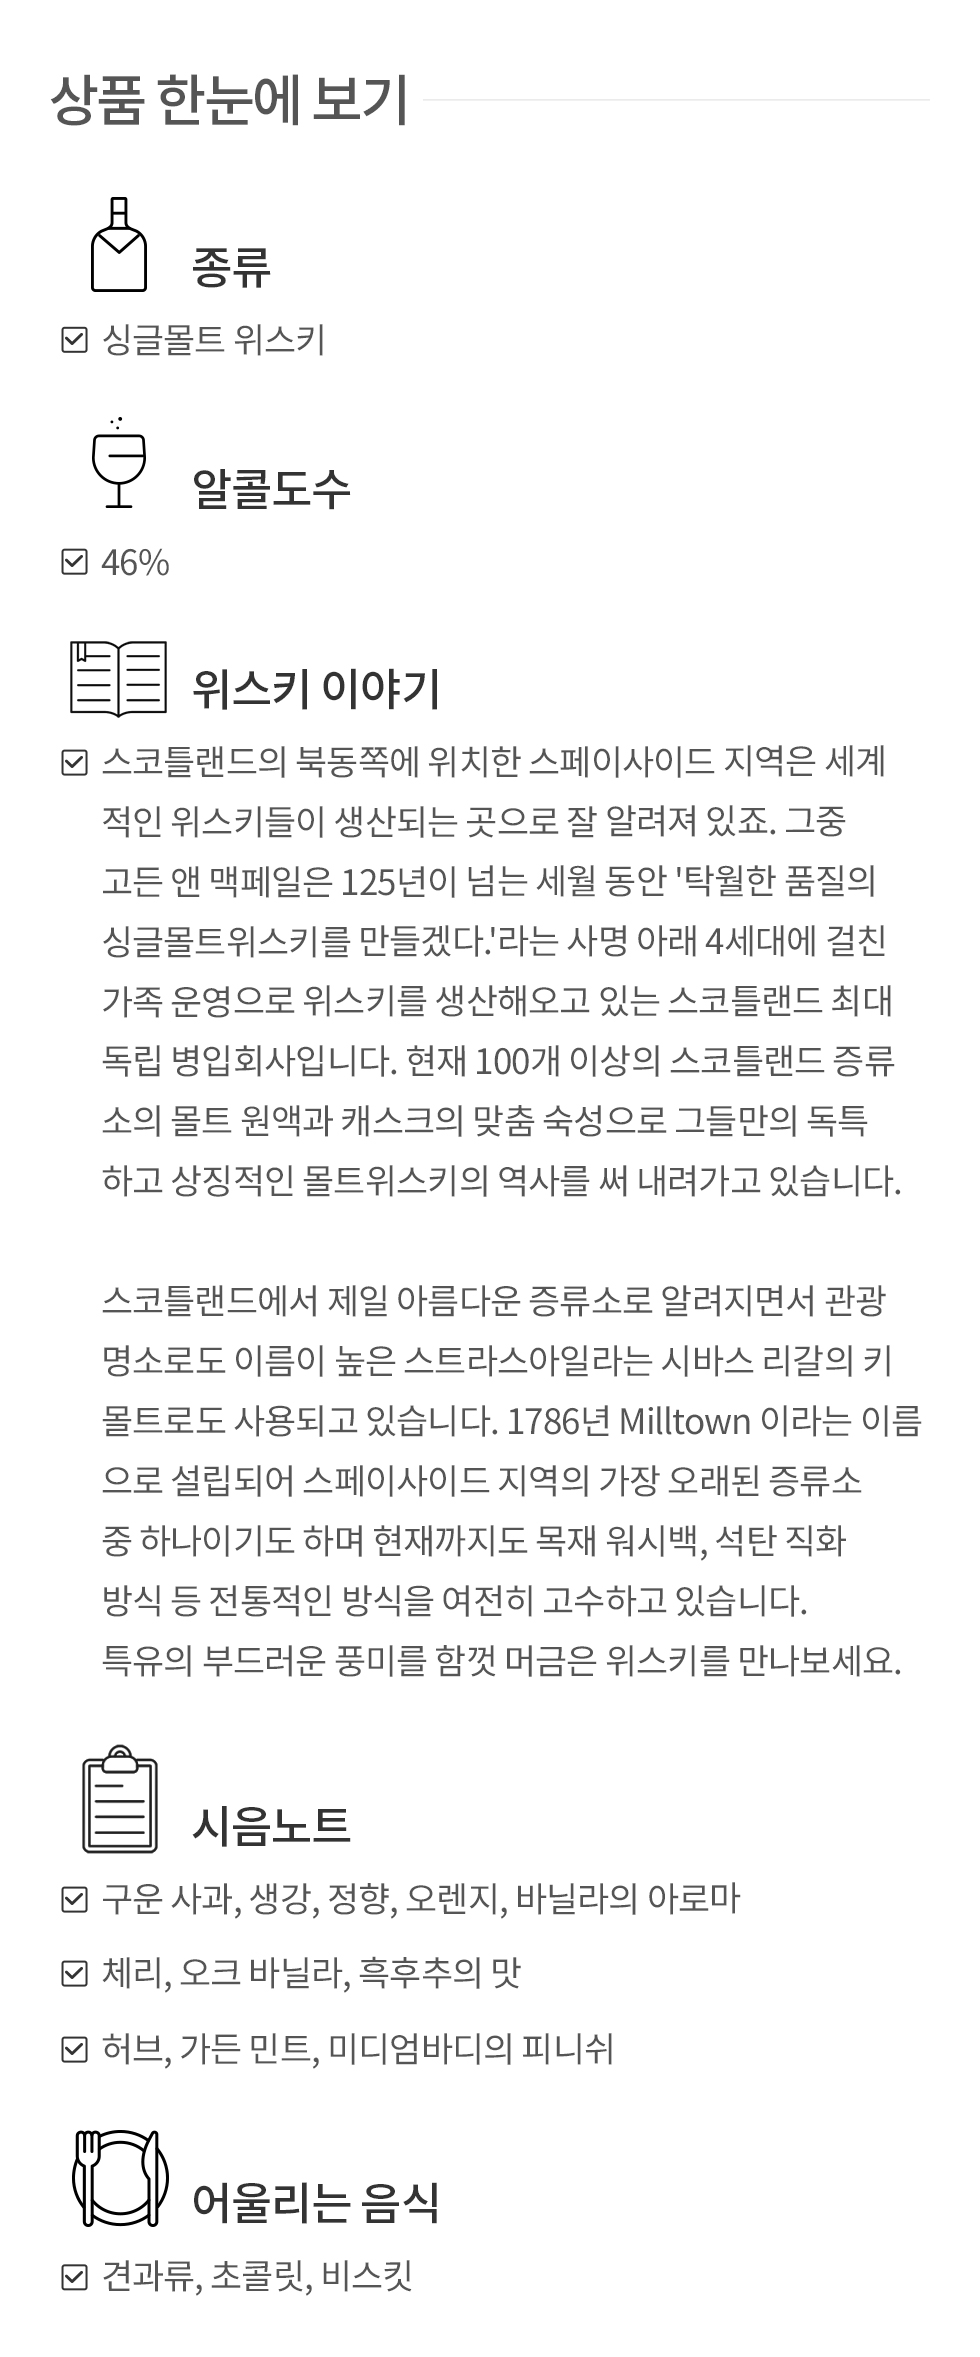 상품 한눈에 보기
종류
싱글몰트 위스키
알콜도수
46%
위스키 이야기
스코틀랜드의 북동쪽에 위치한 스페이사이드 지역은 세계
적인 위스키들이 생산되는 곳으로 잘 알려져 있죠. 그중
고든 앤 맥페일은 125년이 넘는 세월 동안 '탁월한 품질의
싱글몰트위스키를 만들겠다.'라는 사명 아래 4세대에 걸친
가족 운영으로 위스키를 생산해오고 있는 스코틀랜드 최대
독립 병입회사입니다. 현재 100개 이상의 스코틀랜드 증류
소의 몰트 원액과 캐스크의 맞춤 숙성으로 그들만의 독특
하고 상징적인 몰트위스키의 역사를 써 내려가고 있습니다.
스코틀랜드에서 제일 아름다운 증류소로 알려지면서 관광
명소로도 이름이 높은 스트라스아일라는 시바스 리갈의 키
몰트로도 사용되고 있습니다. 1786년 Milltown 이라는 이름
으로 설립되어 스페이사이드 지역의 가장 오래된 증류소
중 하나이기도 하며 현재까지도 목재 워시백, 석탄 직화
방식 등 전통적인 방식을 여전히 고수하고 있습니다.
특유의 부드러운 풍미를 함껏 머금은 위스키를 만나보세요.
시음노트
구운 사과, 생강, 정향, 오렌지, 바닐라의 아로마
체리, 오크 바닐라, 흑후추의 맛
허브, 가든 민트, 미디엄바디의 피니쉬
어울리는 음식
견과류, 초콜릿, 비스킷